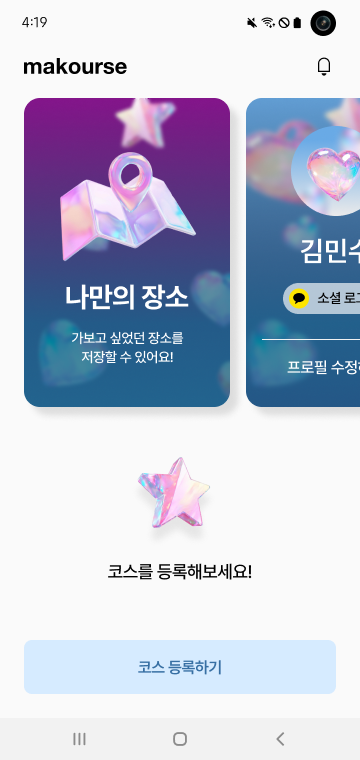 4:19
makourse
나만의 장소
가보고 싶었던 장소를
저장할 수 있어요!
김민수
소셜 로그
프로필 수정하
코스를 등록해보세요!
코스 등록하기